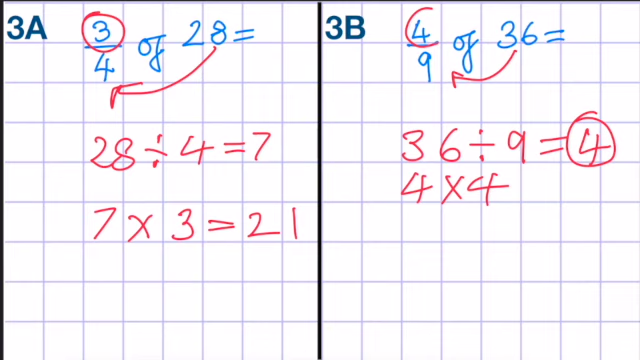 3A 3/4 of 28=
28÷4=7
7×3=21
3B 4/9 of 36=
36÷9=4
4×4